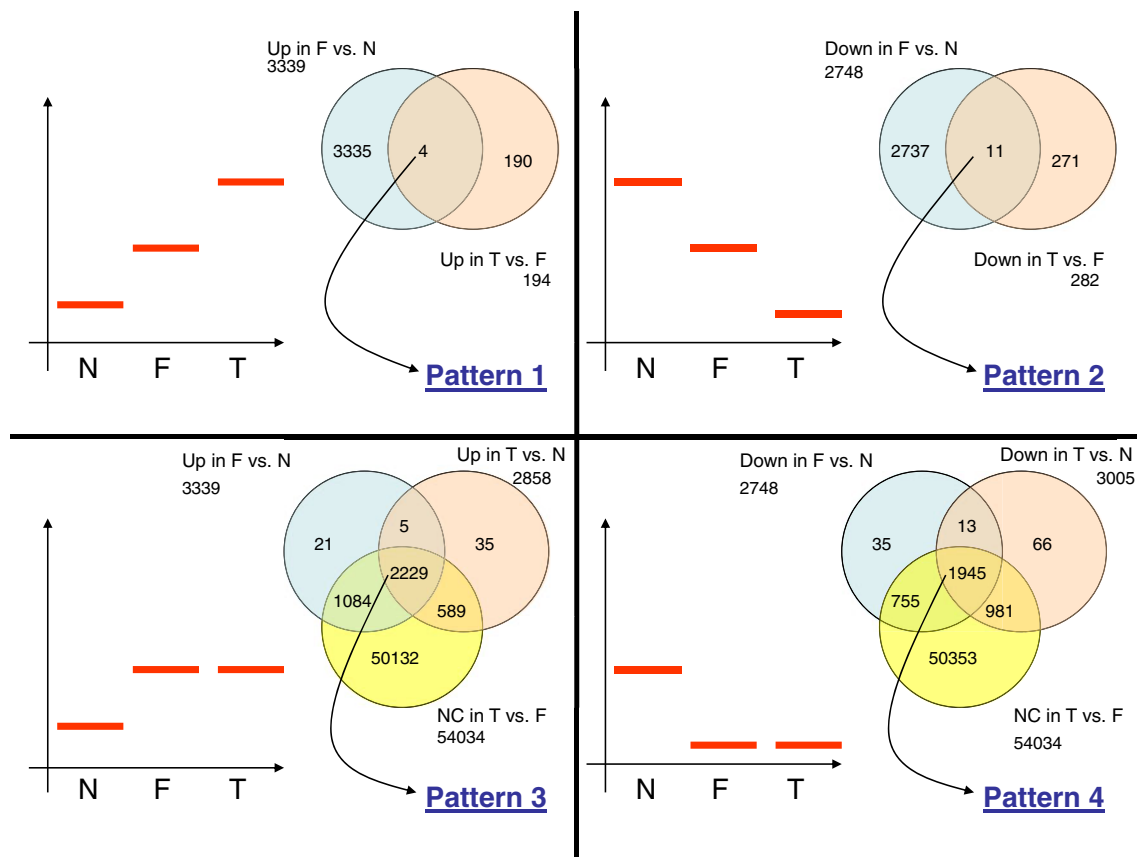 Up in F vs. N
3339
3335
4
190
Up in T vs. F
194
N F T
Pattern 1
Down in F vs. N
2748
2737
11
271
Down in T vs. F
282
N F T
Pattern 2
Up in F vs. N
3339
Up in T vs. N
2858
5
21
35
2229
1084
589
50132
NC in T vs. F
54034
N F T
Pattern 3
Down in F vs. N
2748
Down in T vs. N
3005
13
35
66
1945
755
981
50353
NC in T vs. F
54034
N F T
Pattern 4